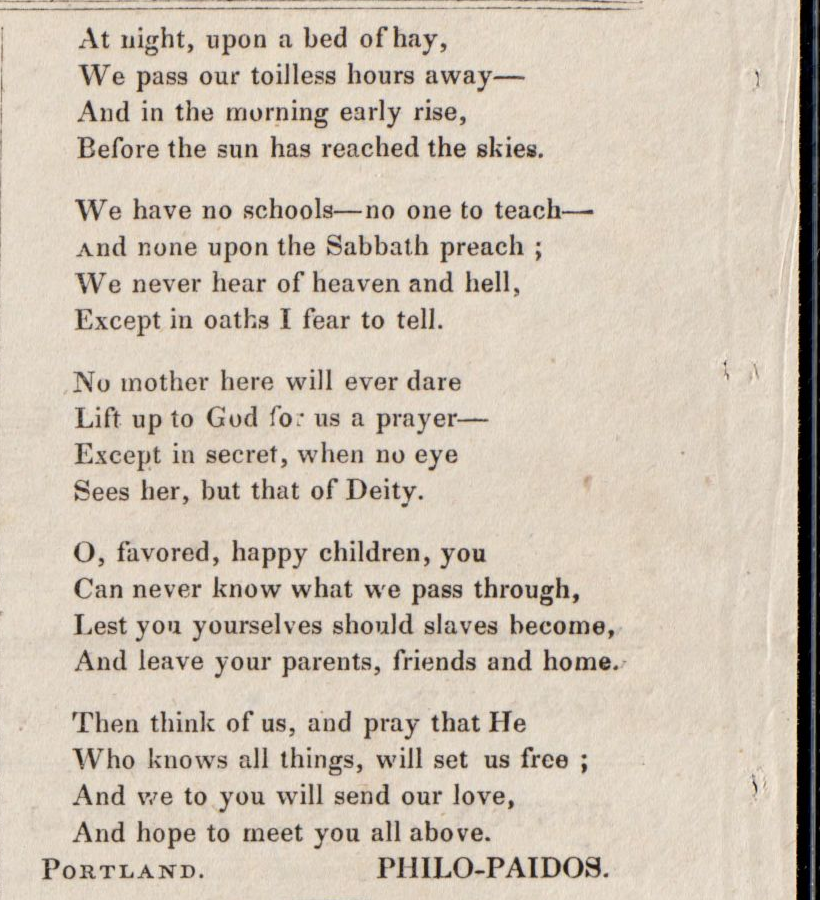 At night, upon a bed of hay,
We pass our toilless hours away—
And in the morning early rise,
Before the sun has reached the skies.
We have no schools—no one to teach—
And none upon the Sabbath preach ;
We never hear of heaven and hell,
Except in oaths I fear to tell.
No mother here will ever dare
Lift up to God for us a prayer—
Except in secret, when no eye
Sees her, but that of Deity.
O, favored, happy children, you
Can never know what we pass through,
Lest you yourselves should slaves become,
And leave your parents, friends and home.
Then think of us, and pray that He
Who knows all things, will set us free ;
And we to you will send our love,
And hope to meet you all above.
PORTLAND. PHILO-PAIDOS.